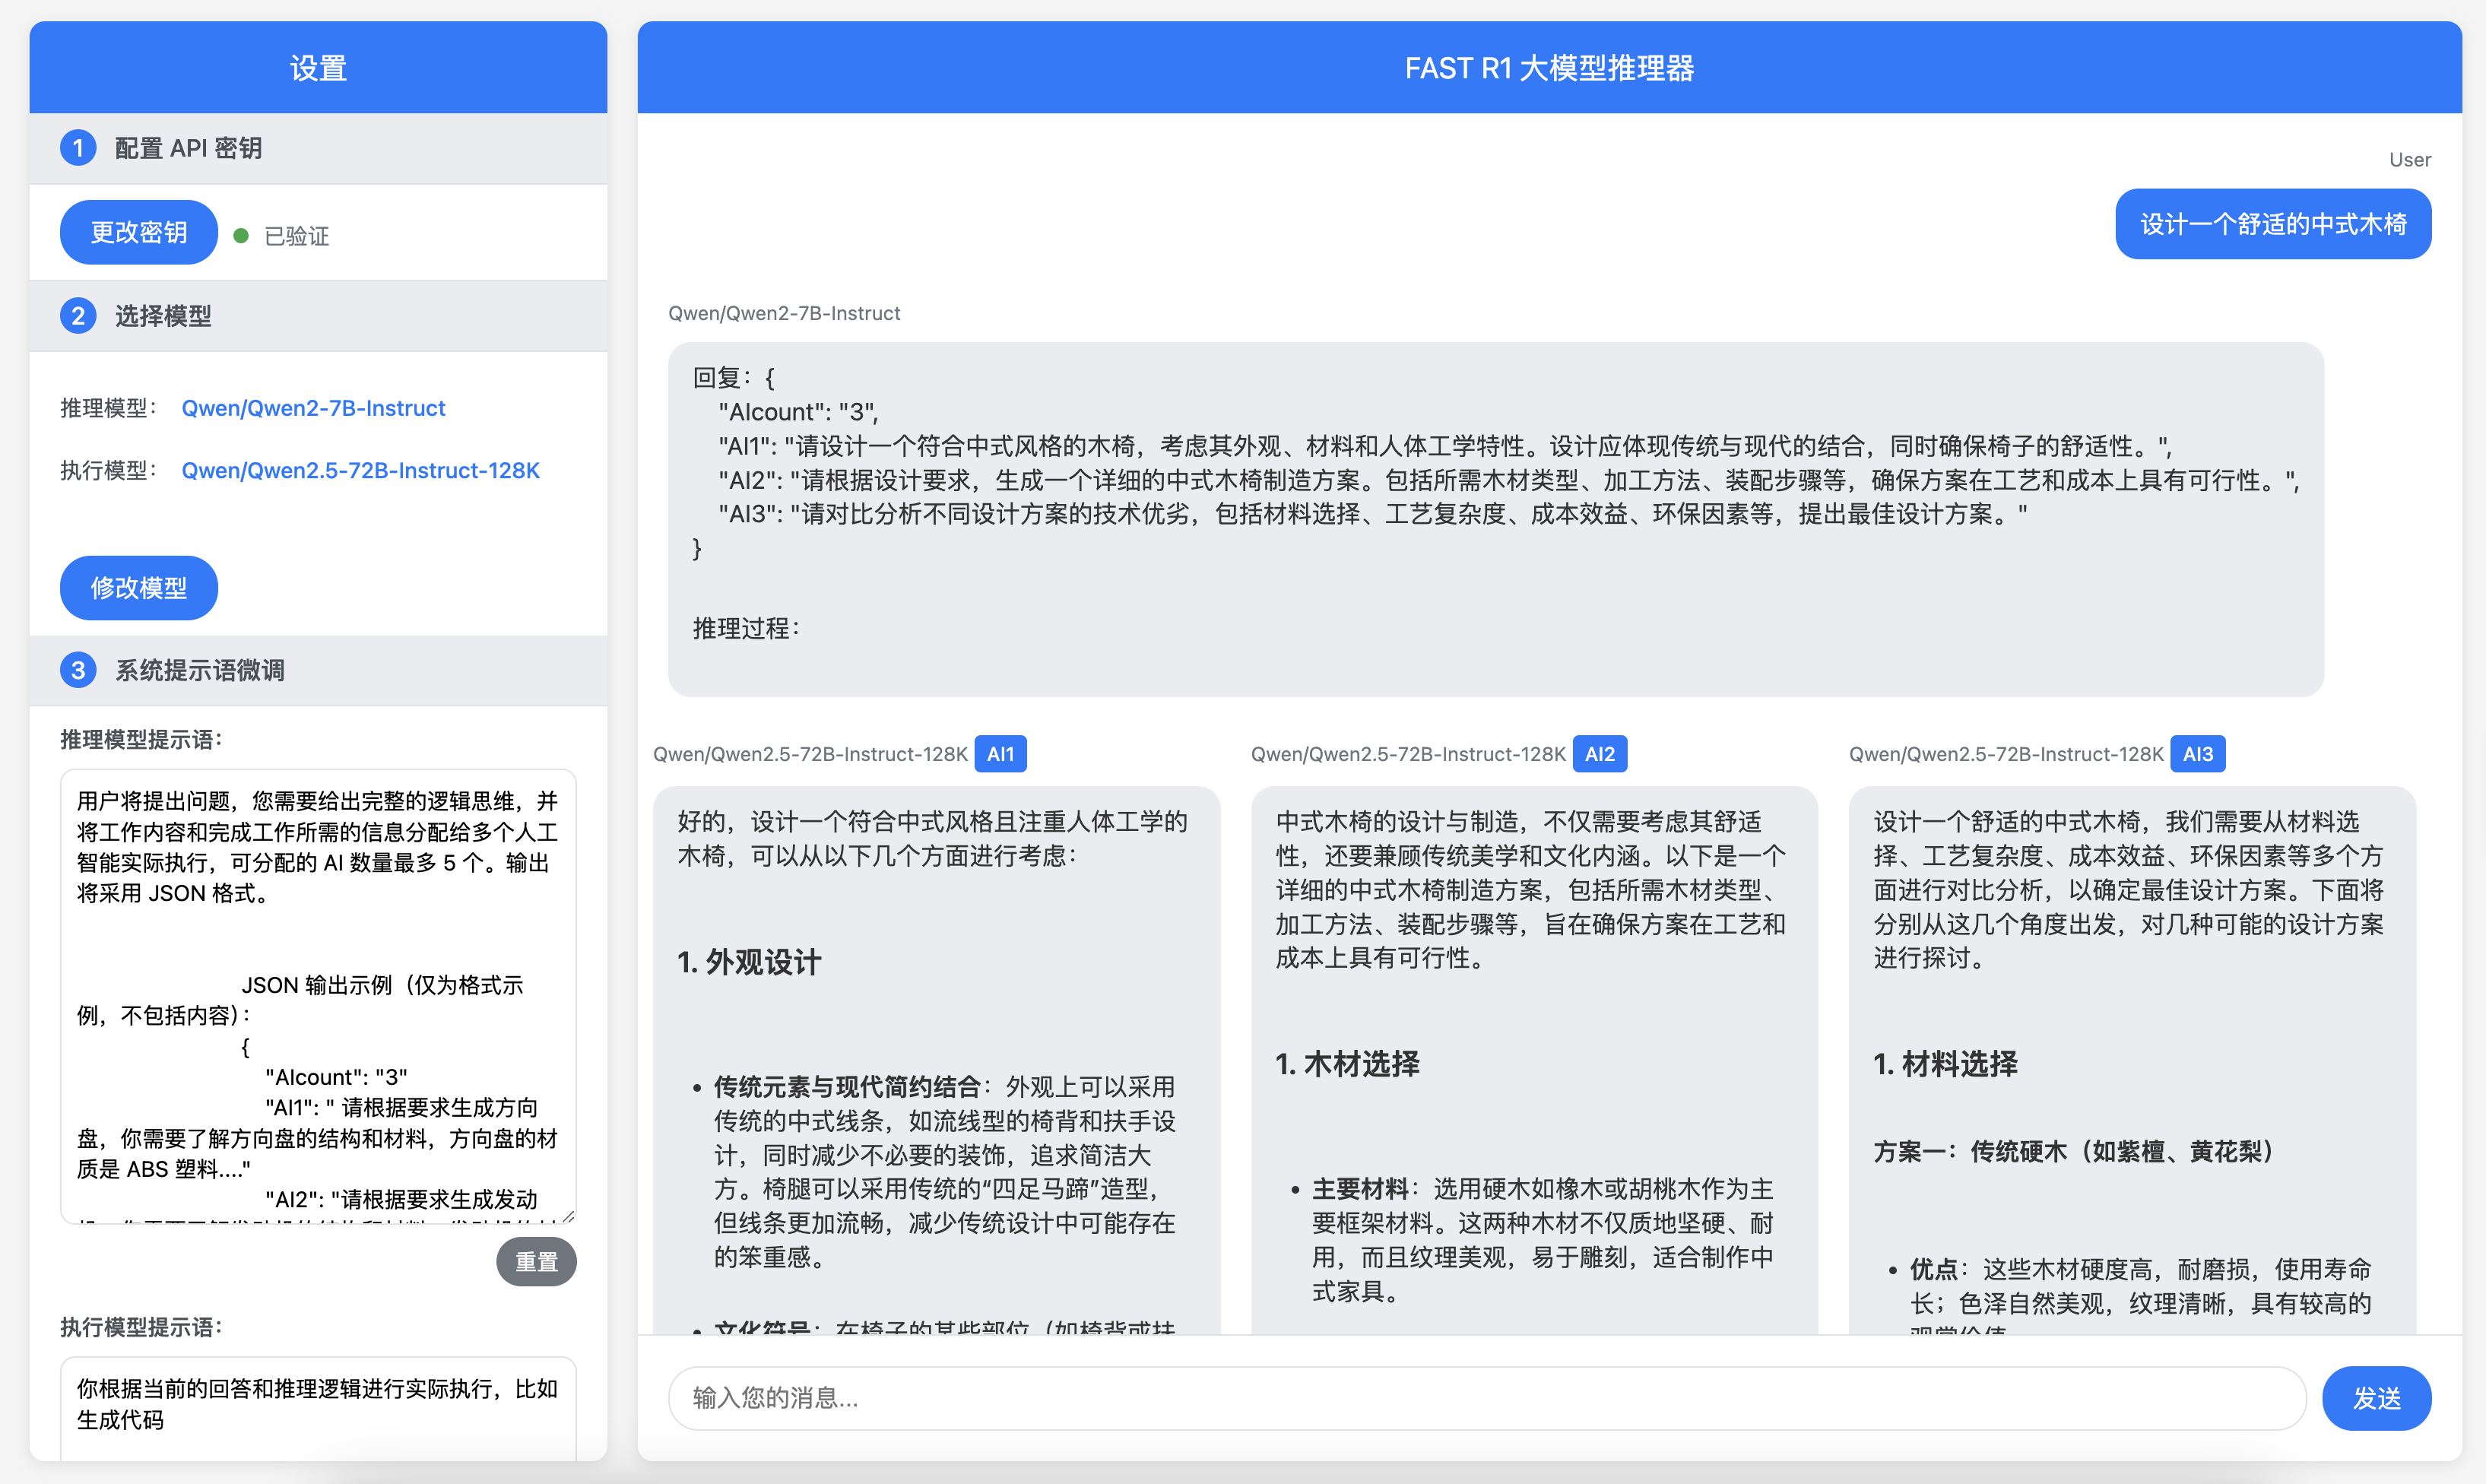 设置
1 配置 API 密钥
更改密钥 已验证
2 选择模型
推理模型： Qwen/Qwen2-7B-Instruct
执行模型： Qwen/Qwen2.5-72B-Instruct-128K
修改模型
3 系统提示语微调
推理模型提示语：
用户将提出问题，您需要给出完整的逻辑思维，并
将工作内容和完成工作所需的信息分配给多个人工
智能实际执行，可分配的 AI 数量最多 5 个。输出
将采用 JSON 格式。
JSON 输出示例（仅为格式示
例，不包括内容）：
{
"AIcount": "3"
"AI1": " 请根据要求生成方向
盘，你需要了解方向盘的结构和材料，方向盘的材
质是 ABS 塑料...."
"AI2": "请根据要求生成发动
重置
执行模型提示语：
你根据当前的回答和推理逻辑进行实际执行，比如
生成代码
FAST R1 大模型推理器
User
设计一个舒适的中式木椅
Qwen/Qwen2-7B-Instruct
回复：{
"AIcount": "3",
"AI1": "请设计一个符合中式风格的木椅，考虑其外观、材料和人体工学特性。设计应体现传统与现代的结合，同时确保椅子的舒适性。",
"AI2": "请根据设计要求，生成一个详细的中式木椅制造方案。包括所需木材类型、加工方法、装配步骤等，确保方案在工艺和成本上具有可行性。",
"AI3": "请对比分析不同设计方案的技术优劣，包括材料选择、工艺复杂度、成本效益、环保因素等，提出最佳设计方案。"
}
推理过程：
Qwen/Qwen2.5-72B-Instruct-128K AI1
好的，设计一个符合中式风格且注重人体工学的
木椅，可以从以下几个方面进行考虑：
1. 外观设计
• 传统元素与现代简约结合：外观上可以采用
传统的中式线条，如流线型的椅背和扶手设
计，同时减少不必要的装饰，追求简洁大
方。椅腿可以采用传统的“四足马蹄”造型，
但线条更加流畅，减少传统设计中可能存在
的笨重感。
• 文化符号：在椅子的某些部位（如椅背或扶
Qwen/Qwen2.5-72B-Instruct-128K AI2
中式木椅的设计与制造，不仅需要考虑其舒适
性，还要兼顾传统美学和文化内涵。以下是一个
详细的中式木椅制造方案，包括所需木材类型、
加工方法、装配步骤等，旨在确保方案在工艺和
成本上具有可行性。
1. 木材选择
• 主要材料：选用硬木如橡木或胡桃木作为主
要框架材料。这两种木材不仅质地坚硬、耐
用，而且纹理美观，易于雕刻，适合制作中
式家具。
Qwen/Qwen2.5-72B-Instruct-128K AI3
设计一个舒适的中式木椅，我们需要从材料选
择、工艺复杂度、成本效益、环保因素等多个方
面进行对比分析，以确定最佳设计方案。下面将
分别从这几个角度出发，对几种可能的设计方案
进行探讨。
1. 材料选择
方案一：传统硬木（如紫檀、黄花梨）
• 优点：这些木材硬度高，耐磨损，使用寿命
长；色泽自然美观，纹理清晰，具有较高的
输入您的消息...
发送